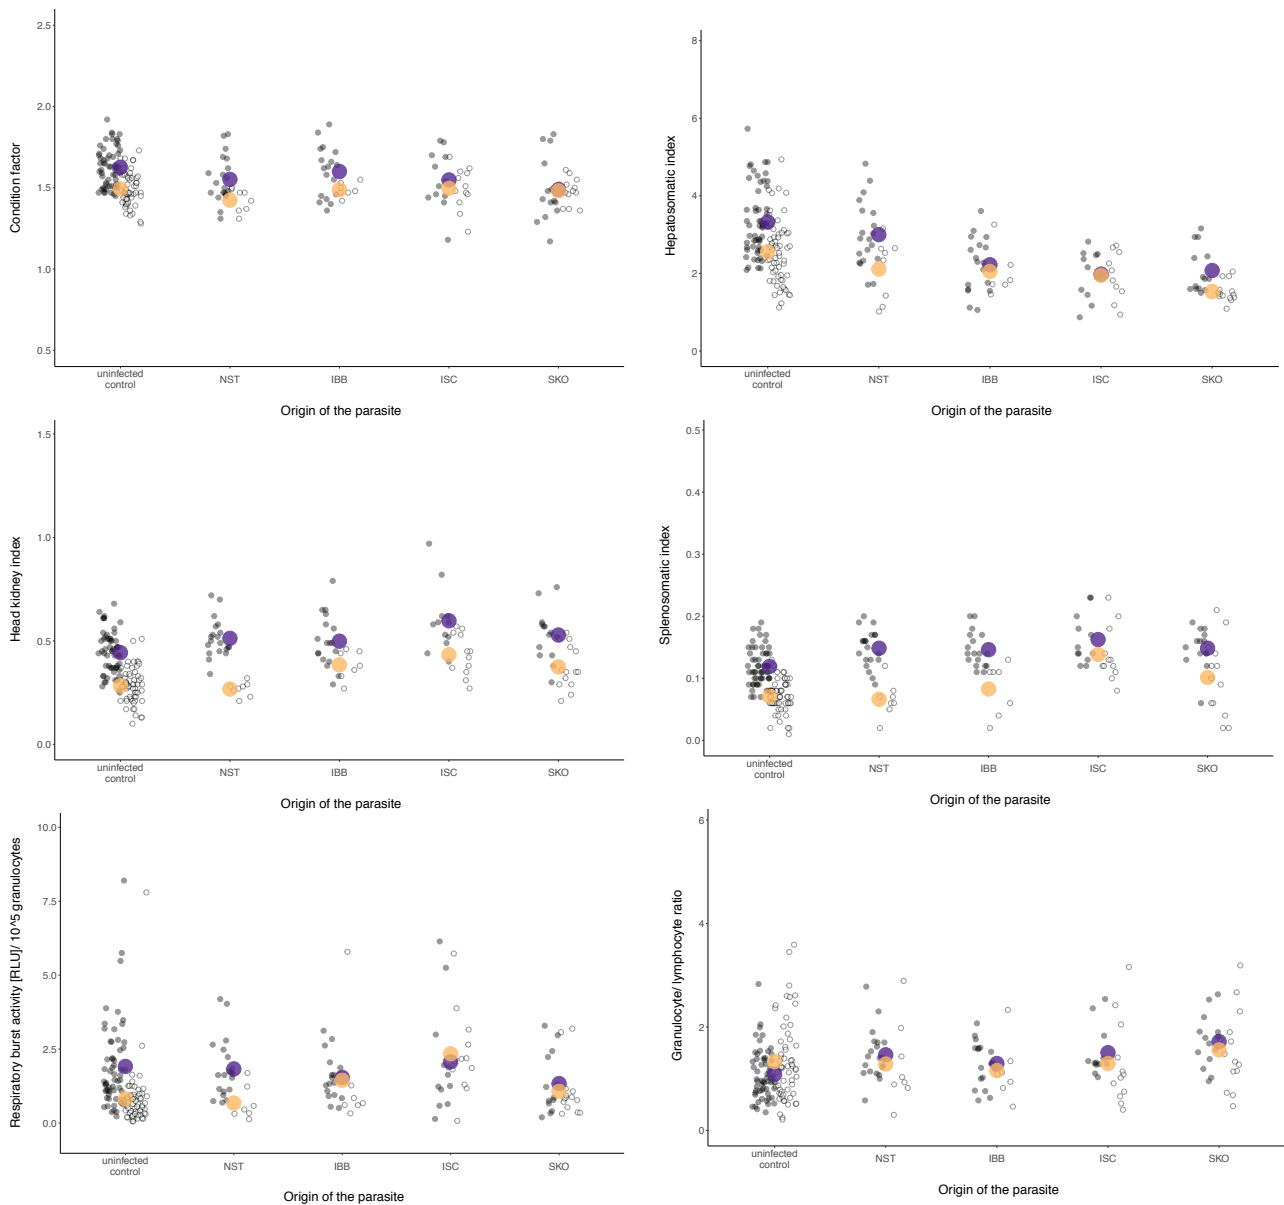 Condition factor
2.5
2.0
1.5
1.0
0.5
uninfected
control
NST
IBB
ISC
SKO
Origin of the parasite
Hepatosomatic index
8
6
4
2
0
uninfected
control
NST
IBB
ISC
SKO
Origin of the parasite
Head kidney index
1.5
1.0
0.5
0.0
uninfected
control
NST
IBB
ISC
SKO
Origin of the parasite
Splenosomatic index
0.5
0.4
0.3
0.2
0.1
0.0
uninfected
control
NST
IBB
ISC
SKO
Origin of the parasite
Respiratory burst activity [RLU]/ 10^5 granulocytes
10.0
7.5
5.0
2.5
0.0
uninfected
control
NST
IBB
ISC
SKO
Origin of the parasite
Granulocyte/ lymphocyte ratio
6
4
2
0
uninfected
control
NST
IBB
ISC
SKO
Origin of the parasite